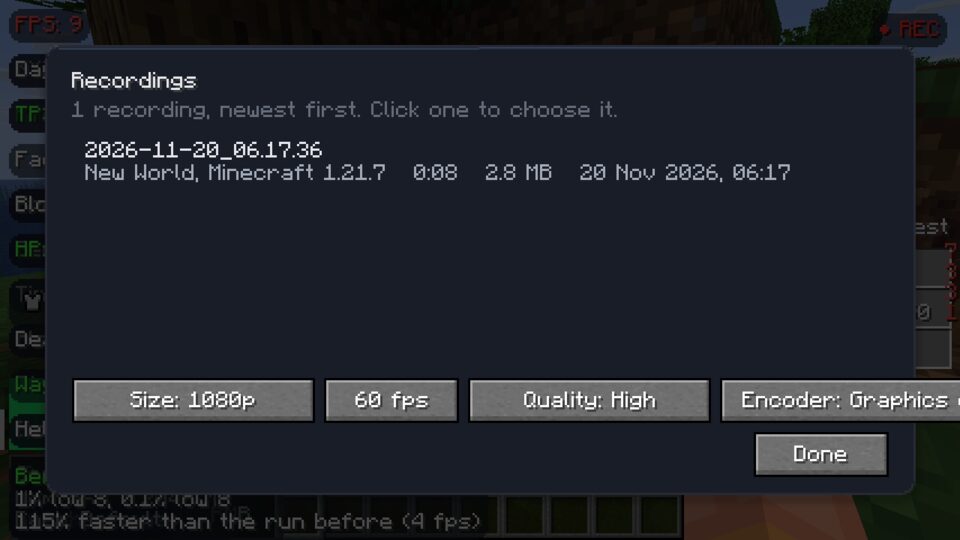 FPS: 9
REC
Recordings
1 recording, newest first. Click one to choose it.
2026-11-20_06.17.36
New World, Minecraft 1.21.7 0:08 2.8 MB 20 Nov 2026, 06:17
Size: 1080p
60 fps
Quality: High
Encoder: Graphics
Done
1% low 8, 0.1% low 8
115% faster than the run before (4 fps)